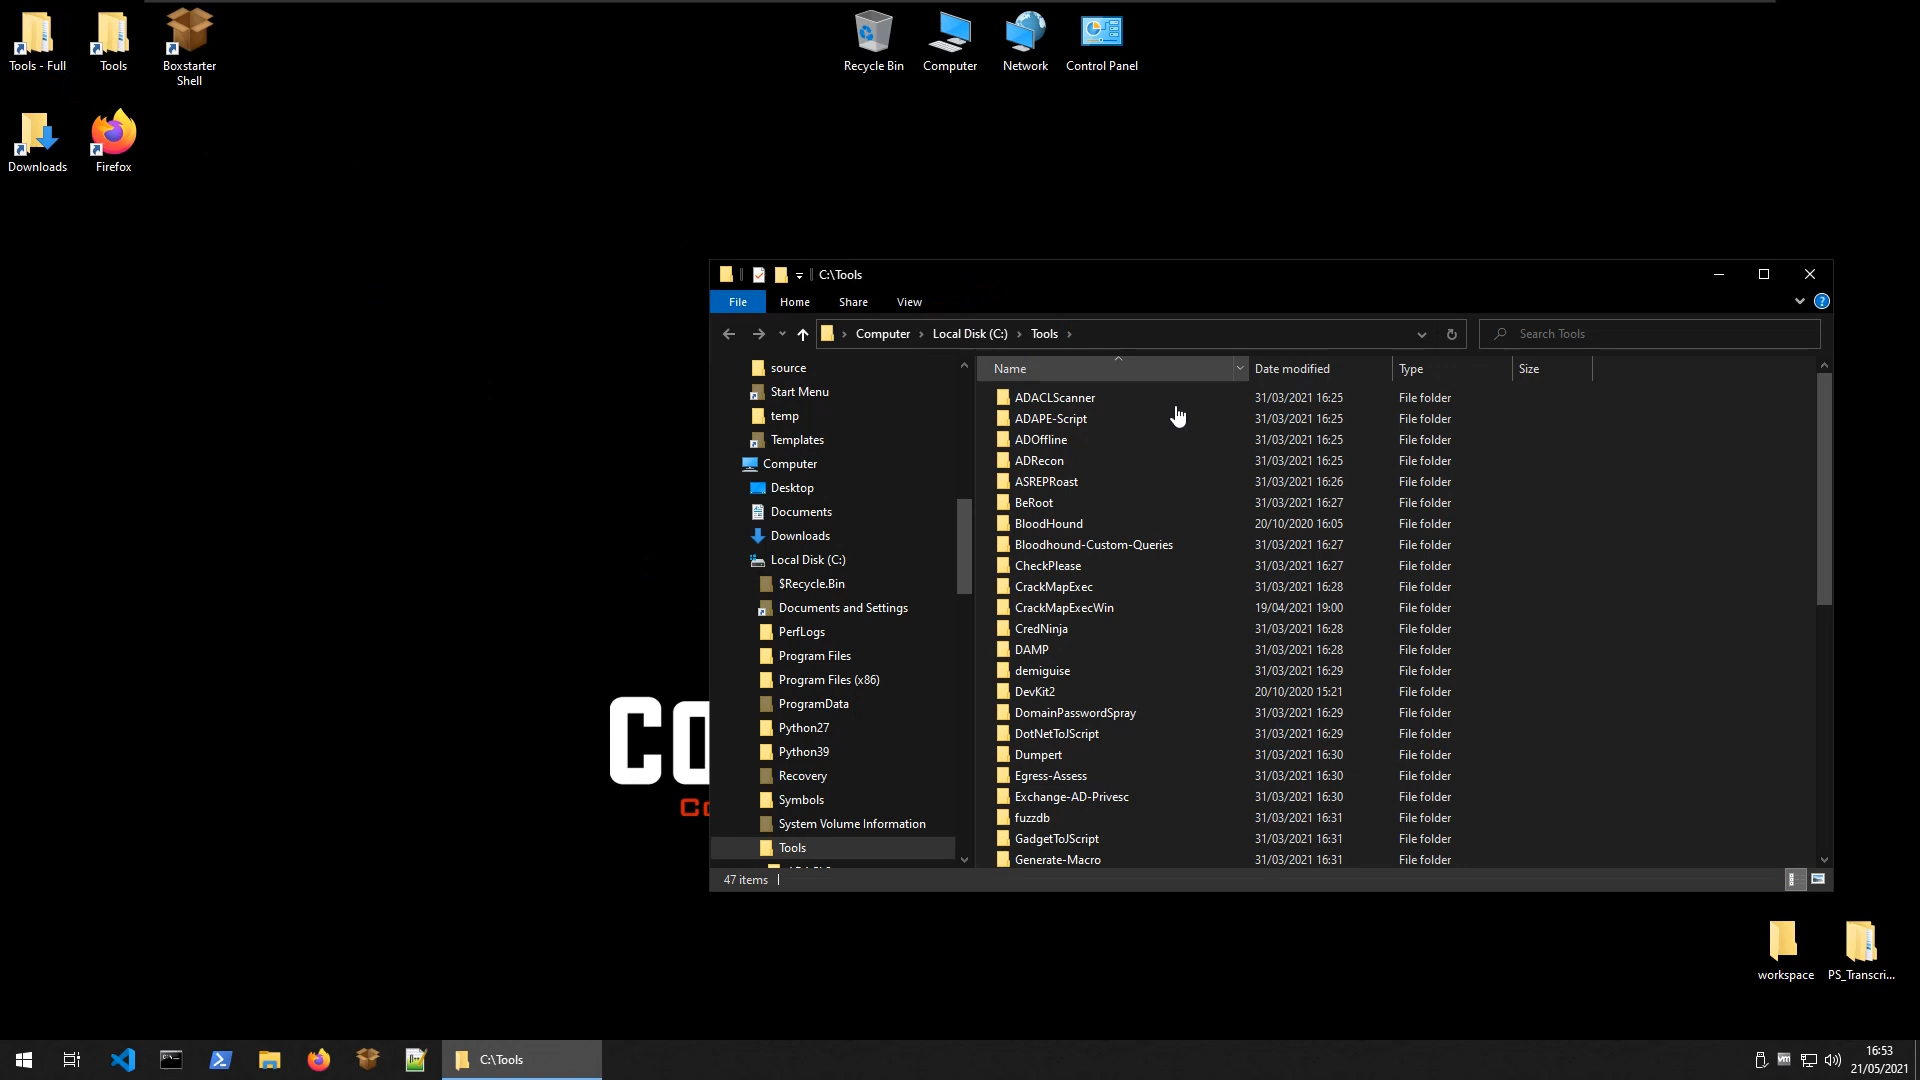 Tools - Full
Tools
Boxstarter
Shell
Recycle Bin
Computer
Network
Control Panel
Downloads
Firefox
C:\Tools
File
Home
Share
View
Computer
Local Disk (C:)
Tools
Search Tools
source
Start Menu
temp
Templates
Computer
Desktop
Documents
Downloads
Local Disk (C:)
$Recycle.Bin
Documents and Settings
PerfLogs
Program Files
Program Files (x86)
ProgramData
Python27
Python39
Recovery
Symbols
System Volume Information
Tools
Name Date modified Type Size
ADACLScanner 31/03/2021 16:25 File folder
ADAPE-Script 31/03/2021 16:25 File folder
ADOffline 31/03/2021 16:25 File folder
ADRecon 31/03/2021 16:25 File folder
ASREPRoast 31/03/2021 16:26 File folder
BeRoot 31/03/2021 16:27 File folder
BloodHound 20/10/2020 16:05 File folder
Bloodhound-Custom-Queries 31/03/2021 16:27 File folder
CheckPlease 31/03/2021 16:27 File folder
CrackMapExec 31/03/2021 16:28 File folder
CrackMapExecWin 19/04/2021 19:00 File folder
CredNinja 31/03/2021 16:28 File folder
DAMP 31/03/2021 16:28 File folder
demiguise 31/03/2021 16:29 File folder
DevKit2 20/10/2020 15:21 File folder
DomainPasswordSpray 31/03/2021 16:29 File folder
DotNetToJScript 31/03/2021 16:29 File folder
Dumpert 31/03/2021 16:30 File folder
Egress-Assess 31/03/2021 16:30 File folder
Exchange-AD-Privesc 31/03/2021 16:30 File folder
fuzzdb 31/03/2021 16:31 File folder
GadgetToJScript 31/03/2021 16:31 File folder
Generate-Macro 31/03/2021 16:31 File folder
47 items
CO
Co
workspace
PS_Transcri...
C:\Tools
16:53
21/05/2021